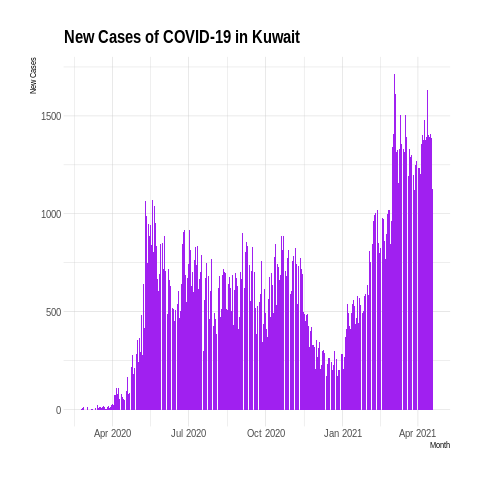 New Cases of COVID-19 in Kuwait
New Cases
1500
1000
500
0
Apr 2020 Jul 2020 Oct 2020 Jan 2021 Apr 2021
Month